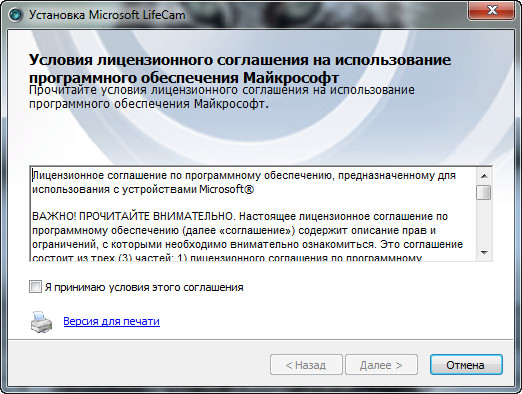 Установка Microsoft LifeCam
Условия лицензионного соглашения на использование
программного обеспечения Майкрософт
Прочитайте условия лицензионного соглашения на использование
программного обеспечения Майкрософт.
Лицензионное соглашение по программному обеспечению, предназначенному для
использования с устройствами Microsoft®
ВАЖНО! ПРОЧИТАЙТЕ ВНИМАТЕЛЬНО. Настоящее лицензионное соглашение по
программному обеспечению (далее «соглашение») содержит описание прав и
ограничений, с которыми необходимо внимательно ознакомиться. Это соглашение
состоит из трех (3) частей: 1) лицензионного соглашения по программному
Я принимаю условия этого соглашения
Версия для печати
< Назад Далее > Отмена